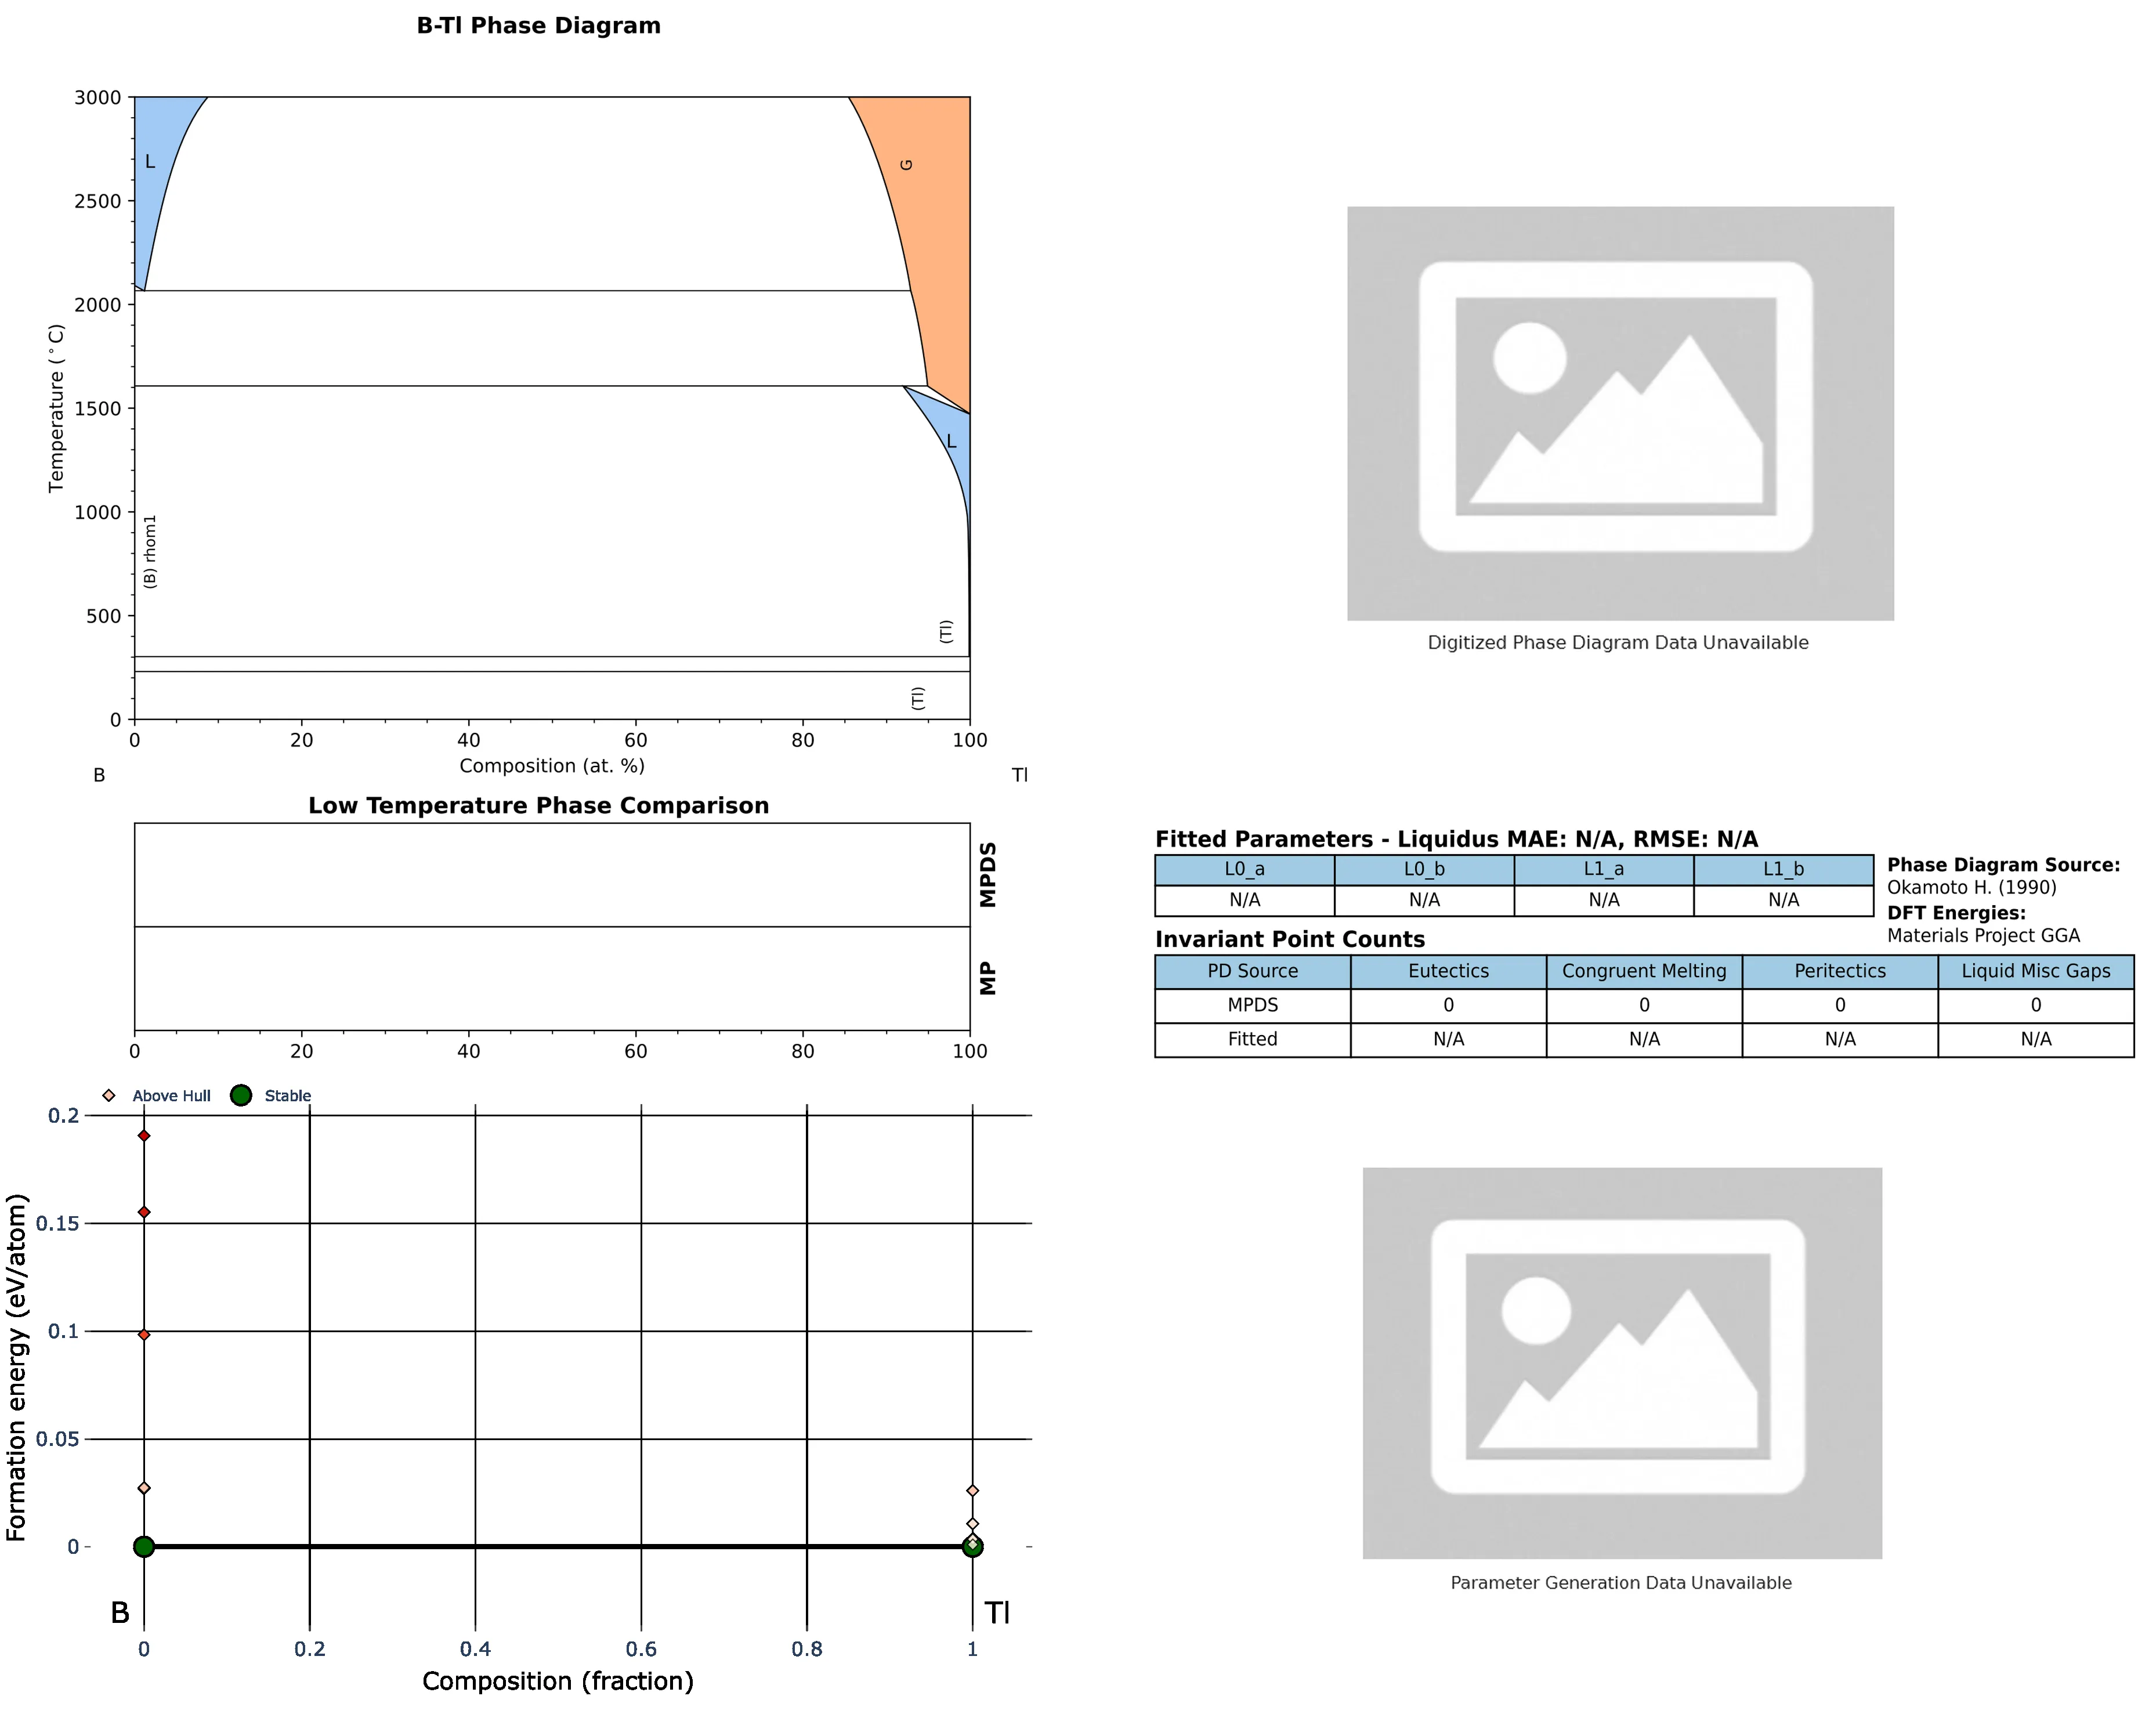 B-Tl Phase Diagram
3000
2500
2000
1500
1000
500
0
Temperature (°C)
L
G
L
(B) rhom1
(Tl)
(Tl)
0 20 40 60 80 100
Composition (at. %)
B Tl
Digitized Phase Diagram Data Unavailable
Low Temperature Phase Comparison
MPDS
MP
0 20 40 60 80 100
Fitted Parameters - Liquidus MAE: N/A, RMSE: N/A
L0_a L0_b L1_a L1_b
N/A N/A N/A N/A
Phase Diagram Source:
Okamoto H. (1990)
DFT Energies:
Materials Project GGA
Invariant Point Counts
PD Source Eutectics Congruent Melting Peritectics Liquid Misc Gaps
MPDS 0 0 0 0
Fitted N/A N/A N/A N/A
Above Hull Stable
0.2
0.15
0.1
0.05
0
Formation energy (eV/atom)
B Tl
0 0.2 0.4 0.6 0.8 1
Composition (fraction)
Parameter Generation Data Unavailable